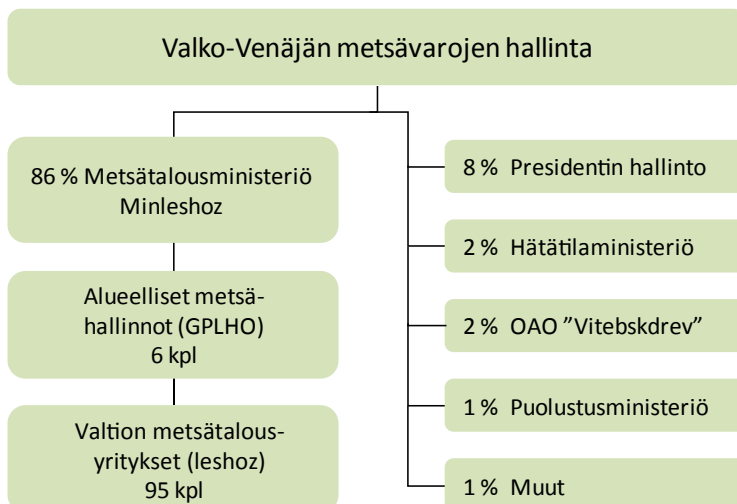 Valko-Venäjän metsävarojen hallinta
86 % Metsätalousministeriö
Minleshoz
Alueelliset metsä-
hallinnot (GPLHO)
6 kpl
Valtion metsätalous-
yritykset (leshoz)
95 kpl
8 % Presidentin hallinto
2 % Hätätilaministeriö
2 % OAO ”Vitebskdrev”
1 % Puolustusministeriö
1 % Muut